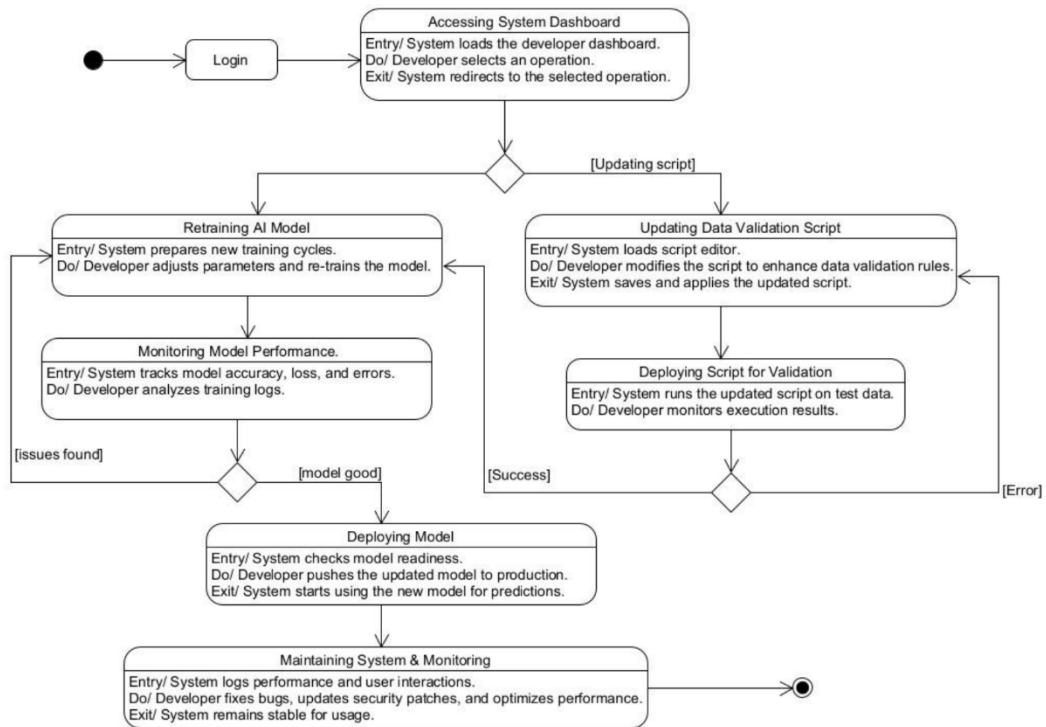 Accessing System Dashboard
Entry/ System loads the developer dashboard.
Do/ Developer selects an operation.
Exit/ System redirects to the selected operation.
Login
[Updating script]
Retraining AI Model
Entry/ System prepares new training cycles.
Do/ Developer adjusts parameters and re-trains the model.
Updating Data Validation Script
Entry/ System loads script editor.
Do/ Developer modifies the script to enhance data validation rules.
Exit/ System saves and applies the updated script.
Monitoring Model Performance.
Entry/ System tracks model accuracy, loss, and errors.
Do/ Developer analyzes training logs.
Deploying Script for Validation
Entry/ System runs the updated script on test data.
Do/ Developer monitors execution results.
[issues found]
[model good]
[Success]
[Error]
Deploying Model
Entry/ System checks model readiness.
Do/ Developer pushes the updated model to production.
Exit/ System starts using the new model for predictions.
Maintaining System & Monitoring
Entry/ System logs performance and user interactions.
Do/ Developer fixes bugs, updates security patches, and optimizes performance.
Exit/ System remains stable for usage.